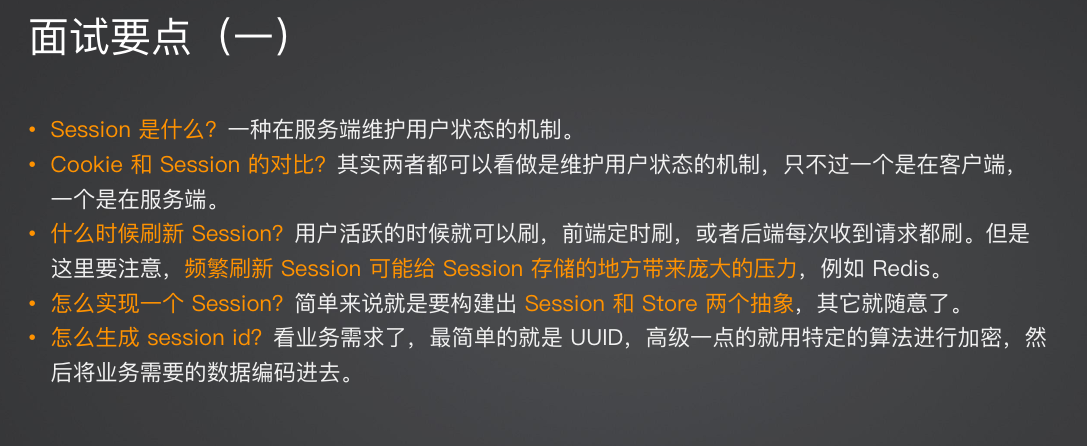 面试要点（一）
• Session 是什么？一种在服务端维护用户状态的机制。
• Cookie 和 Session 的对比？其实两者都可以看做是维护用户状态的机制，只不过一个是在客户端，
一个是在服务端。
• 什么时候刷新 Session？用户活跃的时候就可以刷，前端定时刷，或者后端每次收到请求都刷。但是
这里要注意，频繁刷新 Session 可能给 Session 存储的地方带来庞大的压力，例如 Redis。
• 怎么实现一个 Session？简单来说就是要构建出 Session 和 Store 两个抽象，其它就随意了。
• 怎么生成 session id？看业务需求了，最简单的就是 UUID，高级一点的就用特定的算法进行加密，然
后将业务需要的数据编码进去。